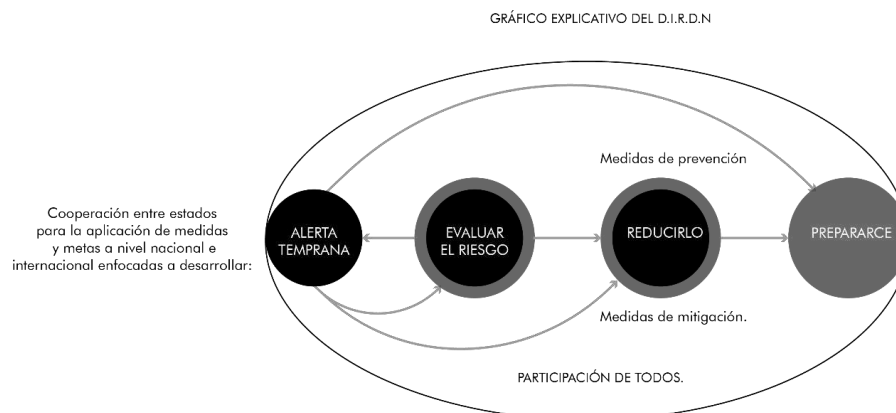 GRÁFICO EXPLICATIVO DEL D.I.R.D.N
Medidas de prevención
Cooperación entre estados
para la aplicación de medidas
y metas a nivel nacional e
internacional enfocadas a desarrollar:
ALERTA
TEMPRANA
EVALUAR
EL RIESGO
REDUCIRLO
PREPARARCE
Medidas de mitigación.
PARTICIPACIÓN DE TODOS.